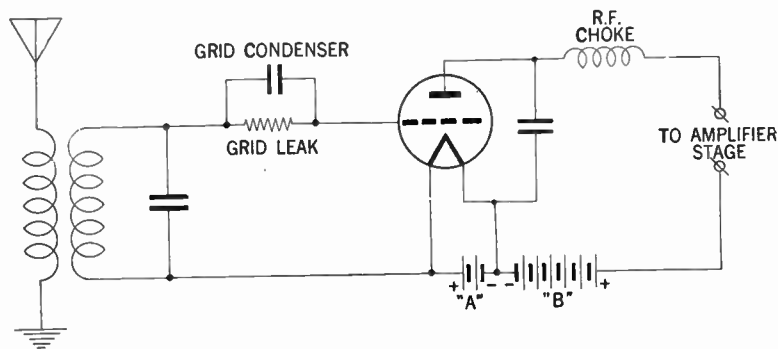 R.F.
CHOKE
GRID CONDENSER
GRID LEAK
TO AMPLIFIER
STAGE
+ - - +
"A" "B"